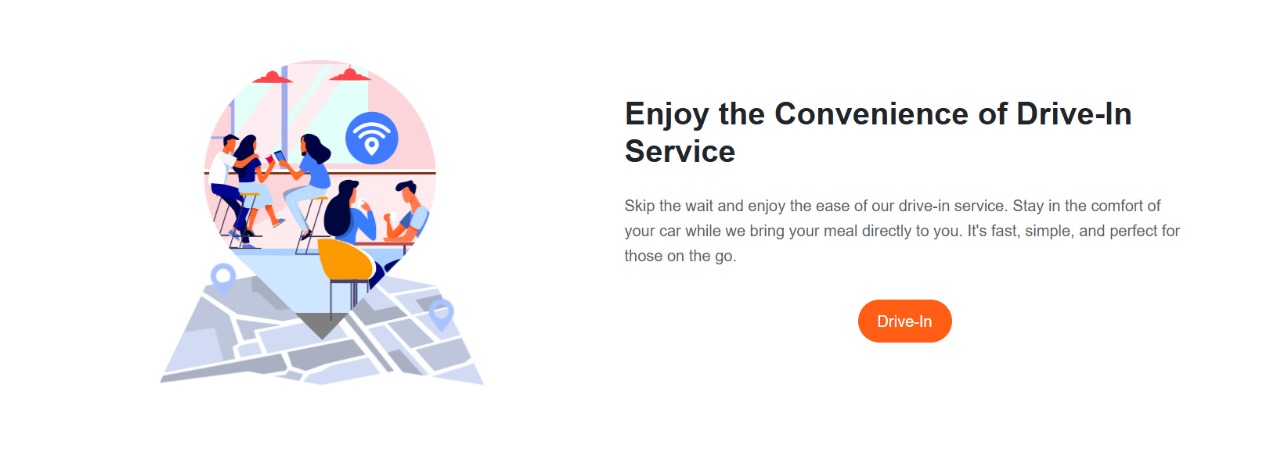 Enjoy the Convenience of Drive-In
Service
Skip the wait and enjoy the ease of our drive-in service. Stay in the comfort of
your car while we bring your meal directly to you. It's fast, simple, and perfect for
those on the go.
Drive-In